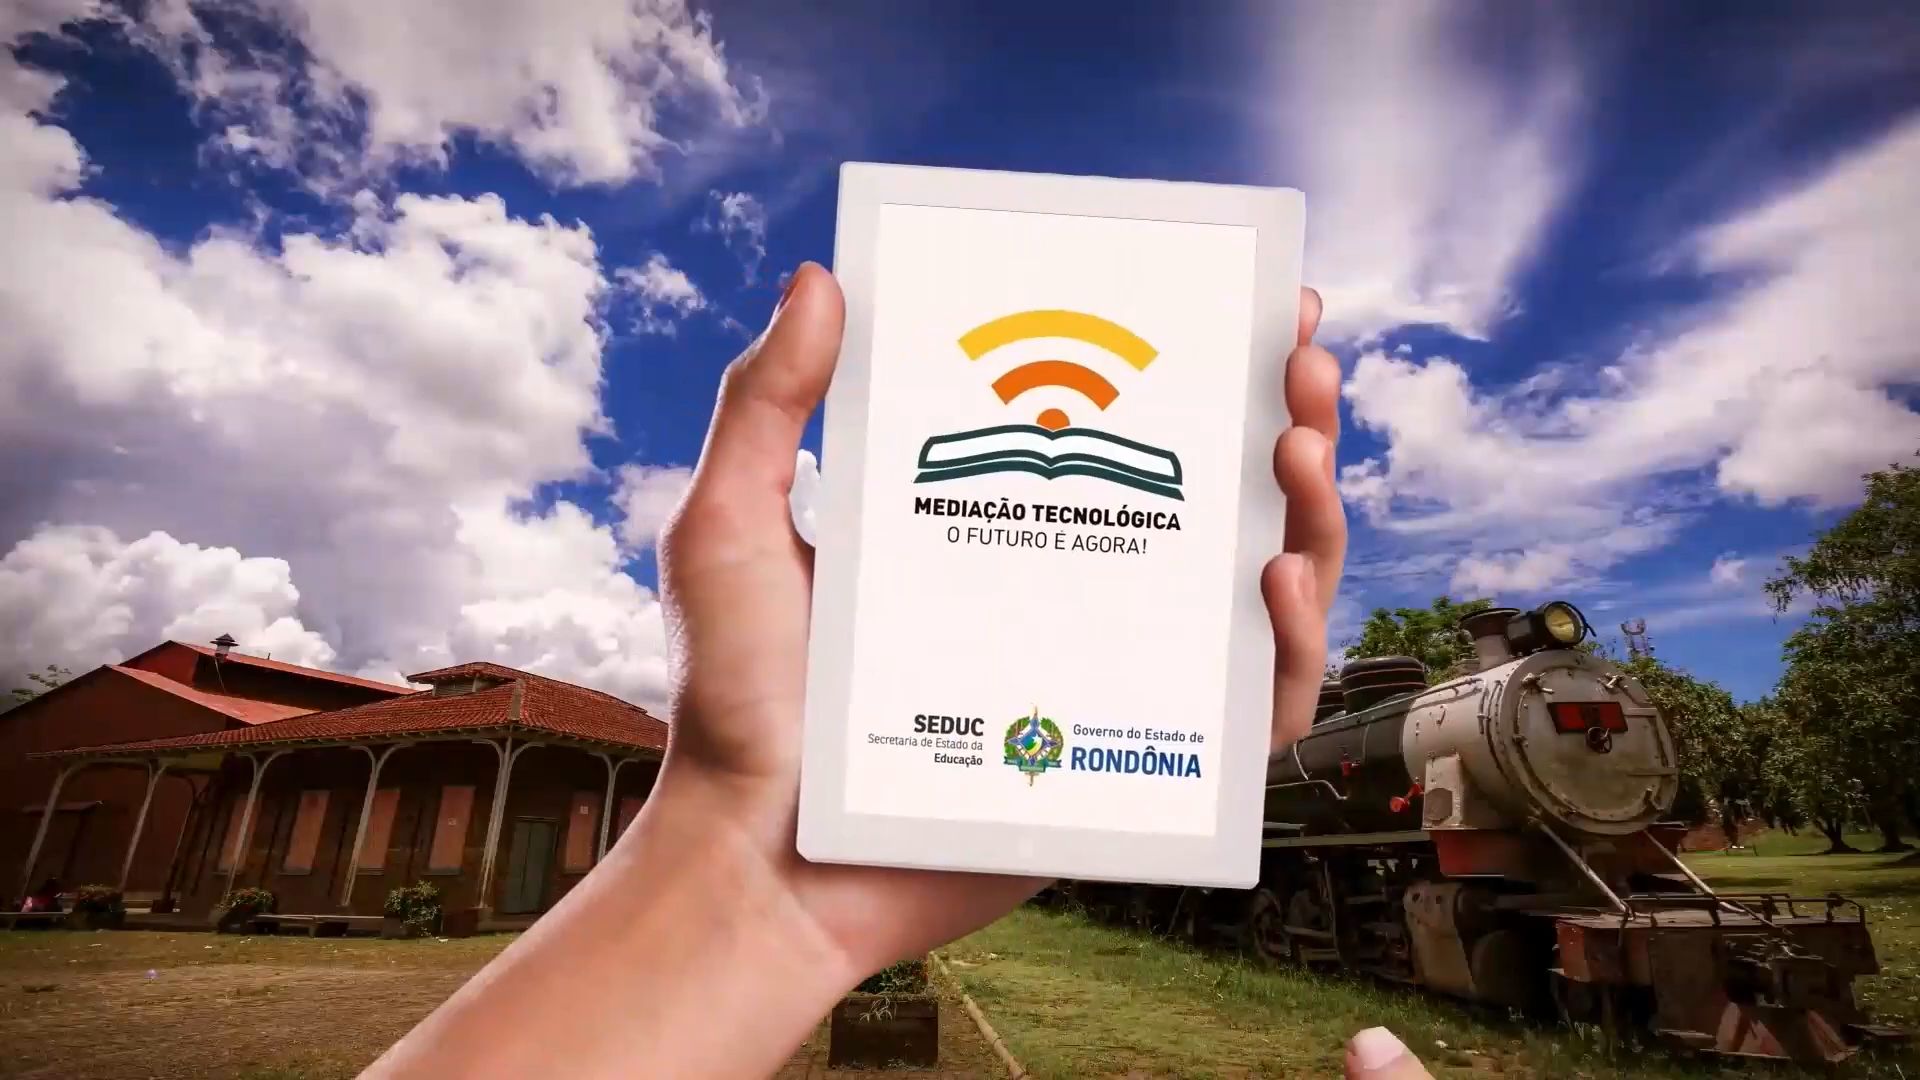 MEDIAÇÃO TECNOLÓGICA
O FUTURO É AGORA!
SEDUC
Secretaria de Estado da
Educação
Governo do Estado de
RONDÔNIA